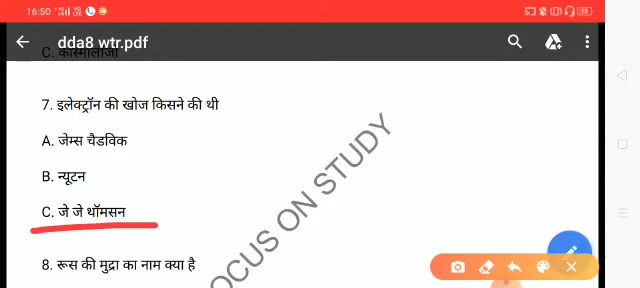 16:50
dda8 wtr.pdf
C. कास्मोलॉजी
7. इलेक्ट्रॉन की खोज किसने की थी
A. जेम्स चैडविक
B. न्यूटन
C. जे जे थॉमसन
8. रूस की मुद्रा का नाम क्या है
OCUS ON STUDY